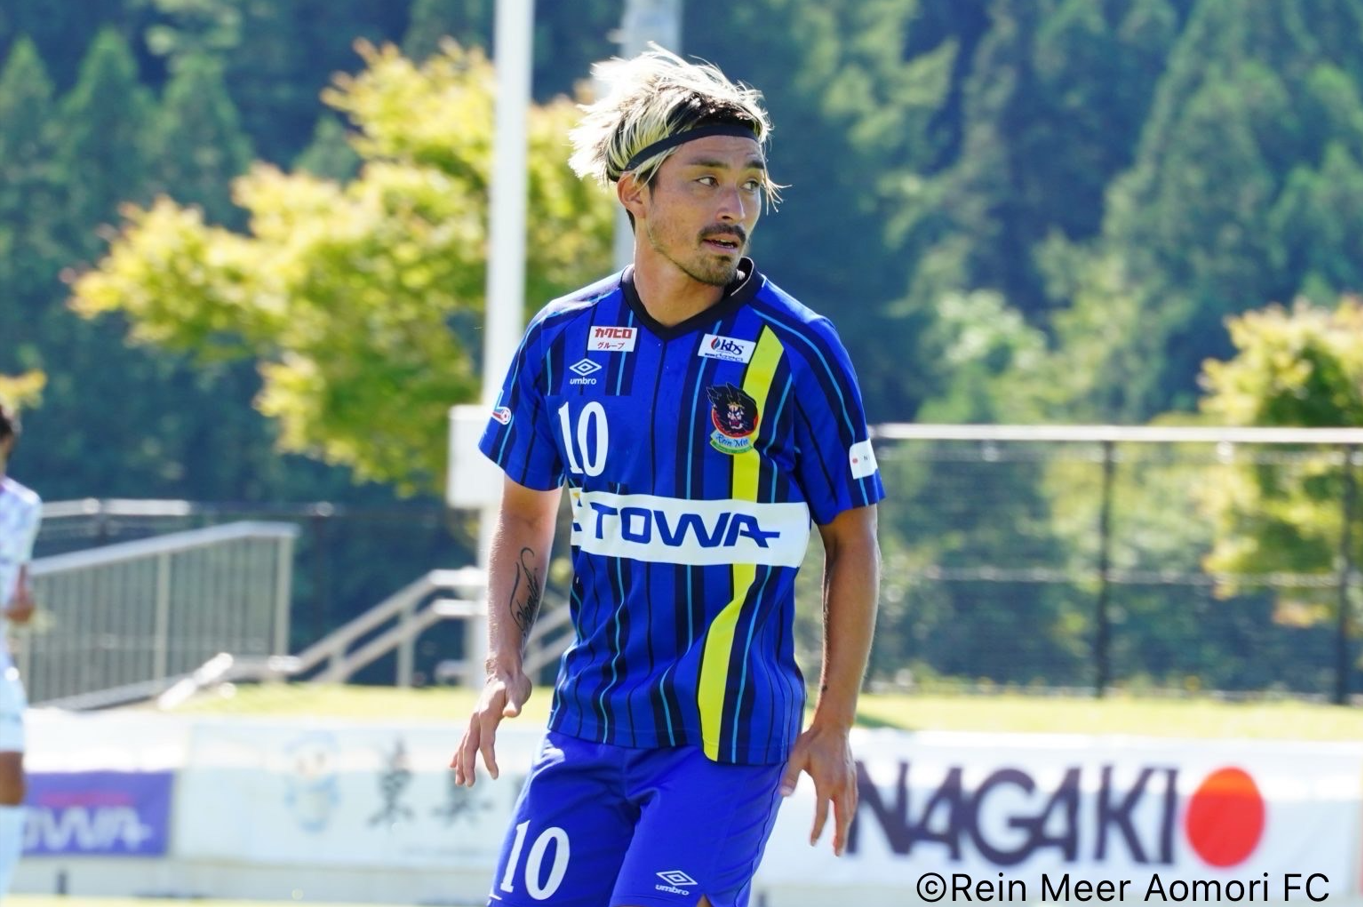 カクヒロ
グループ
kbs
umbro
10
Rein Meer
TOWA
TOWA
NAGAKI
10
umbro
©Rein Meer Aomori FC